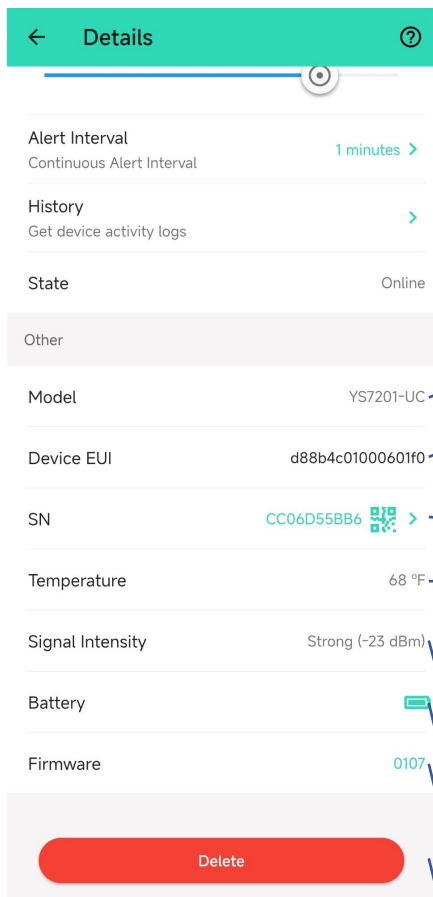 Details
Alert Interval
Continuous Alert Interval
1 minutes
History
Get device activity logs
State Online
Other
Model YS7201-UC
Device EUI d88b4c01000601f0
SN CC06D55BB6
Temperature 68 °F
Signal Intensity Strong (-23 dBm)
Battery
Firmware 0107
Delete